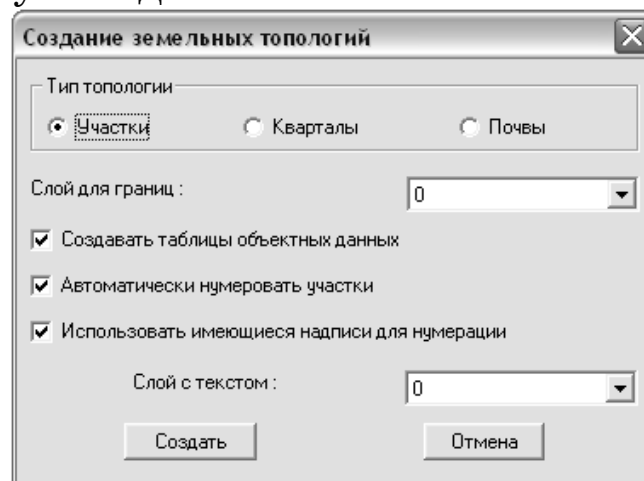 Создание земельных топологий
Тип топологии
Участки Кварталы Почвы
Слой для границ : 0
Создавать таблицы объектных данных
Автоматически нумеровать участки
Использовать имеющиеся надписи для нумерации
Слой с текстом : 0
Создать Отмена